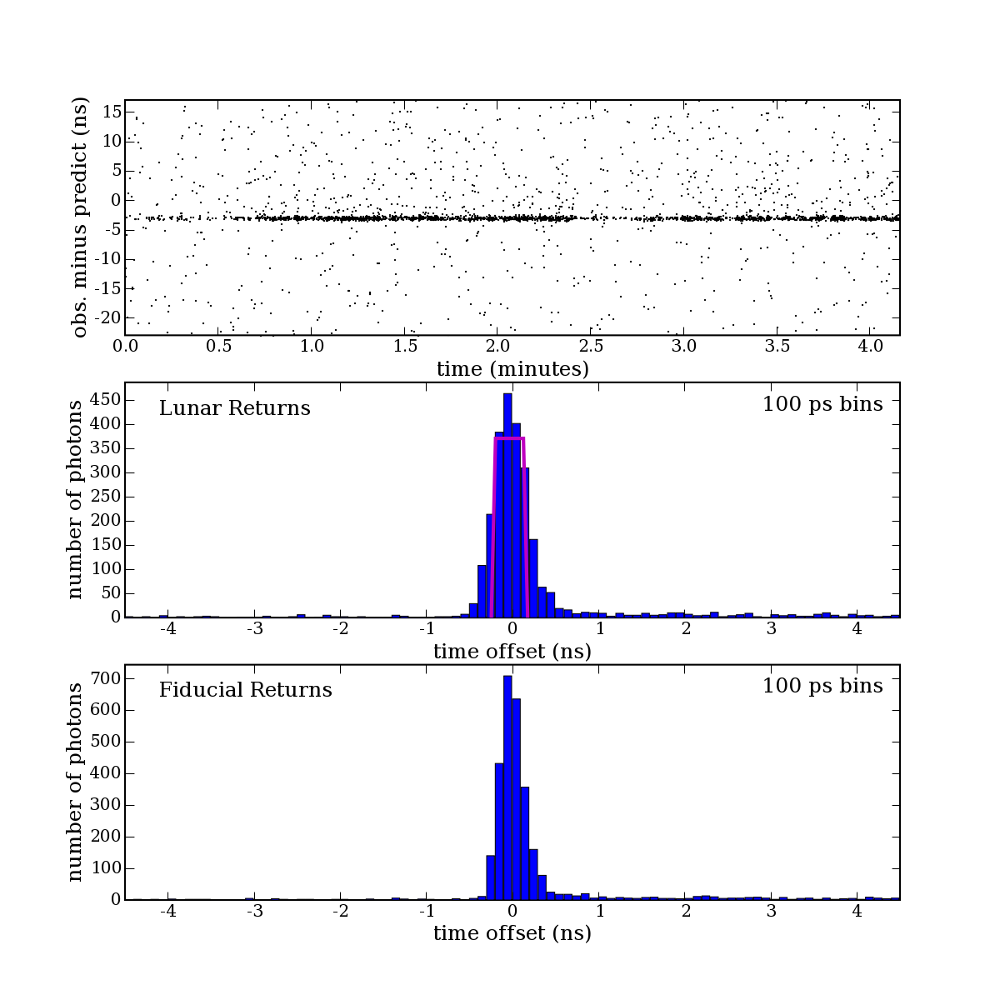 obs. minus predict (ns)
15
10
5
0
-5
-10
-15
-20
0.0 0.5 1.0 1.5 2.0 2.5 3.0 3.5 4.0
time (minutes)
number of photons
Lunar Returns
100 ps bins
450
400
350
300
250
200
150
100
50
0
-4 -3 -2 -1 0 1 2 3 4
time offset (ns)
number of photons
Fiducial Returns
100 ps bins
700
600
500
400
300
200
100
0
-4 -3 -2 -1 0 1 2 3 4
time offset (ns)